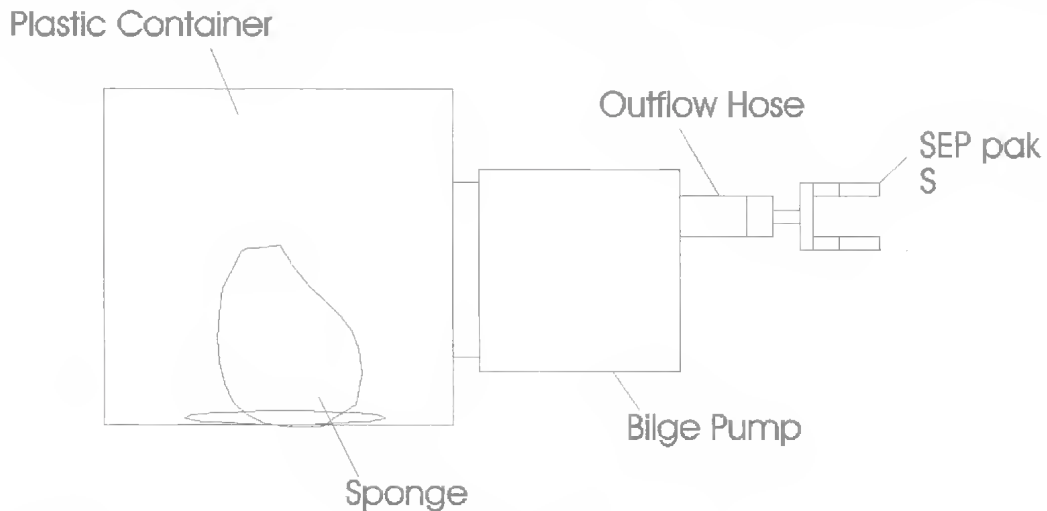 Plastic Container
Outflow Hose
SEP pak
S
Bilge Pump
Sponge